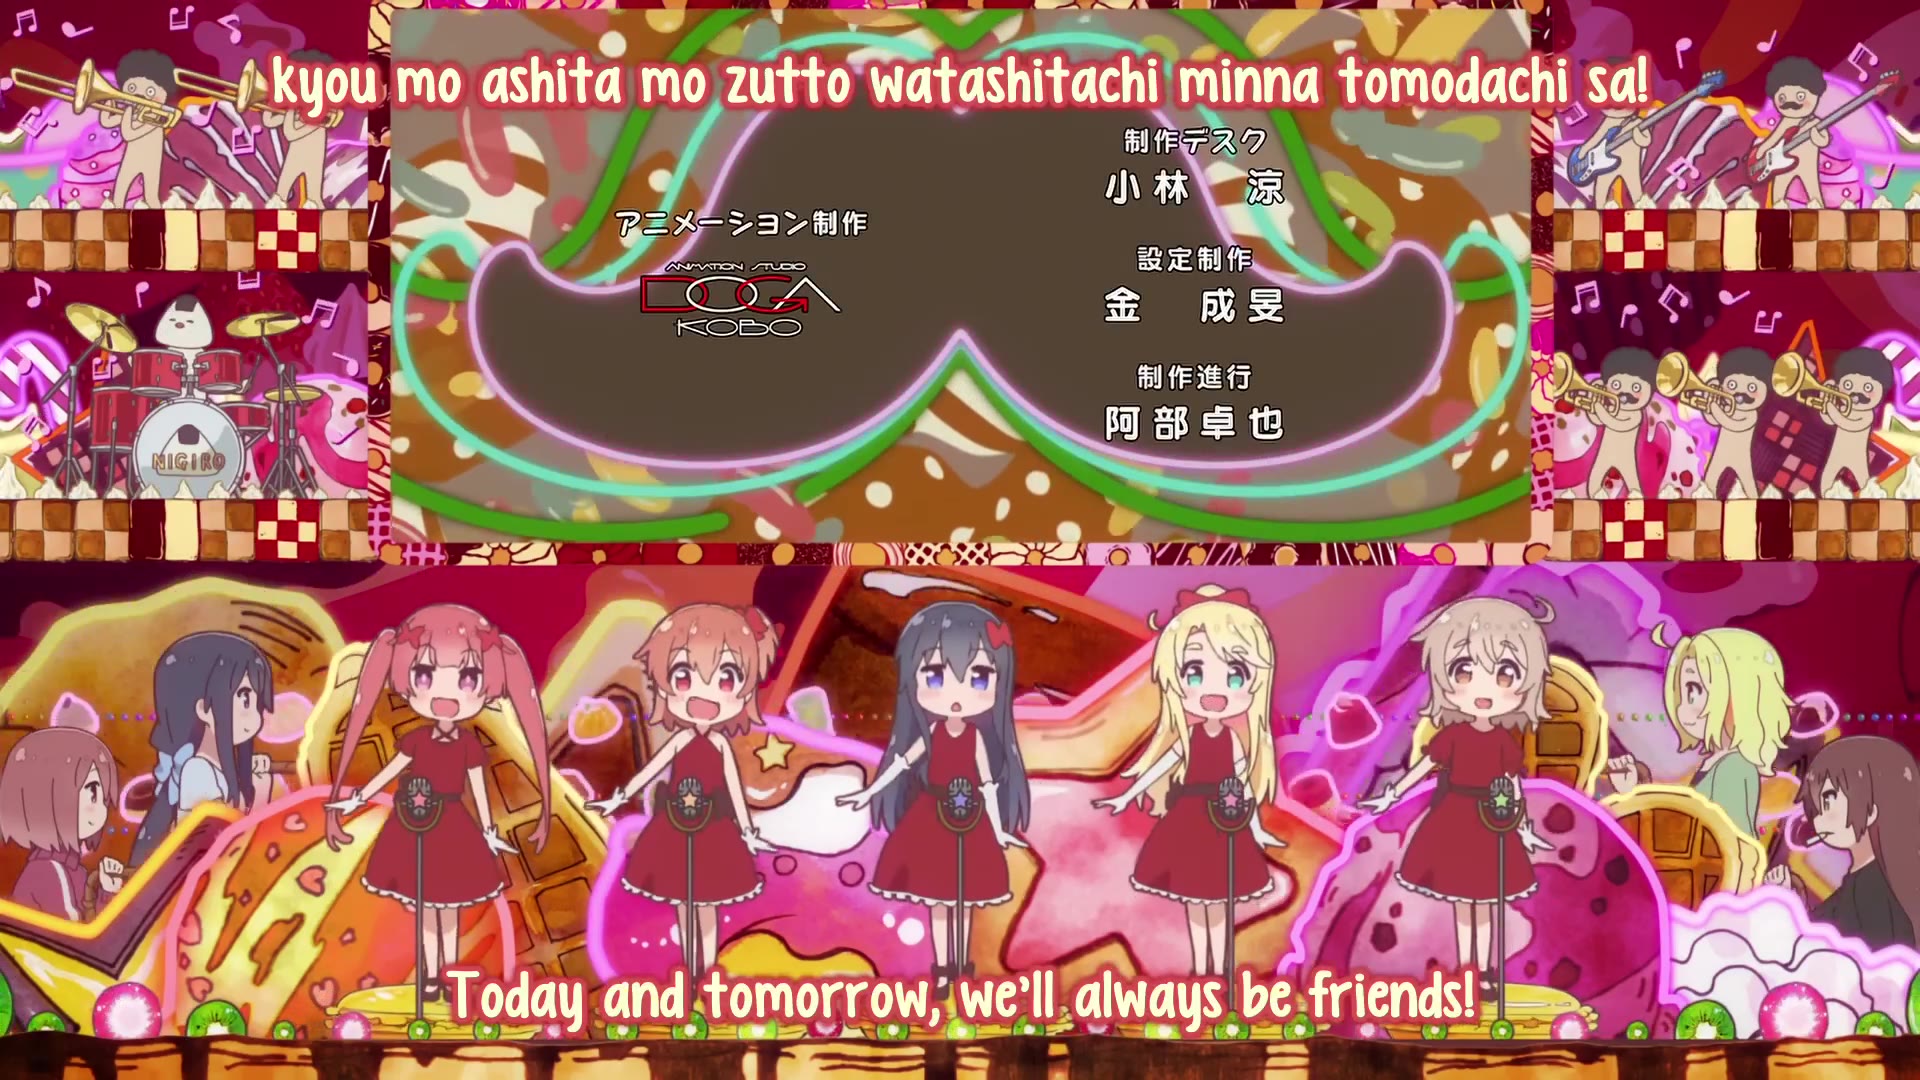 kyou mo ashita mo zutto watashitachi minna tomodachi sa!
アニメーション制作
ANIMATION STUDIO
DOGA
KOBO
制作デスク
小林 涼
設定制作
金 成旻
制作進行
阿部卓也
NIGIRO
Today and tomorrow, we'll always be friends!